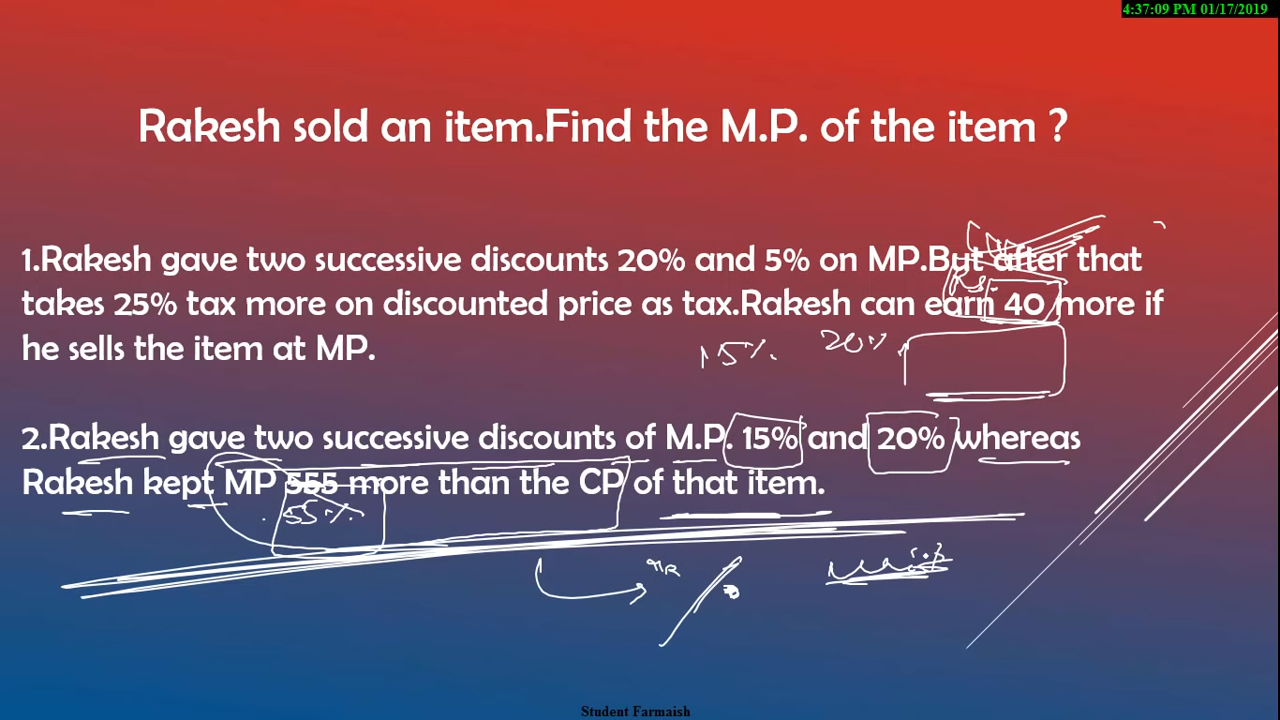 4:37:09 PM 01/17/2019
Rakesh sold an item.Find the M.P. of the item ?
1.Rakesh gave two successive discounts 20% and 5% on MP.But after that
takes 25% tax more on discounted price as tax.Rakesh can earn 40 more if
Rs
he sells the item at MP.
15% 20%
2.Rakesh gave two successive discounts of M.P. 15% and 20% whereas
Rakesh kept MP 555 more than the CP of that item.
55%
Student Farmaish